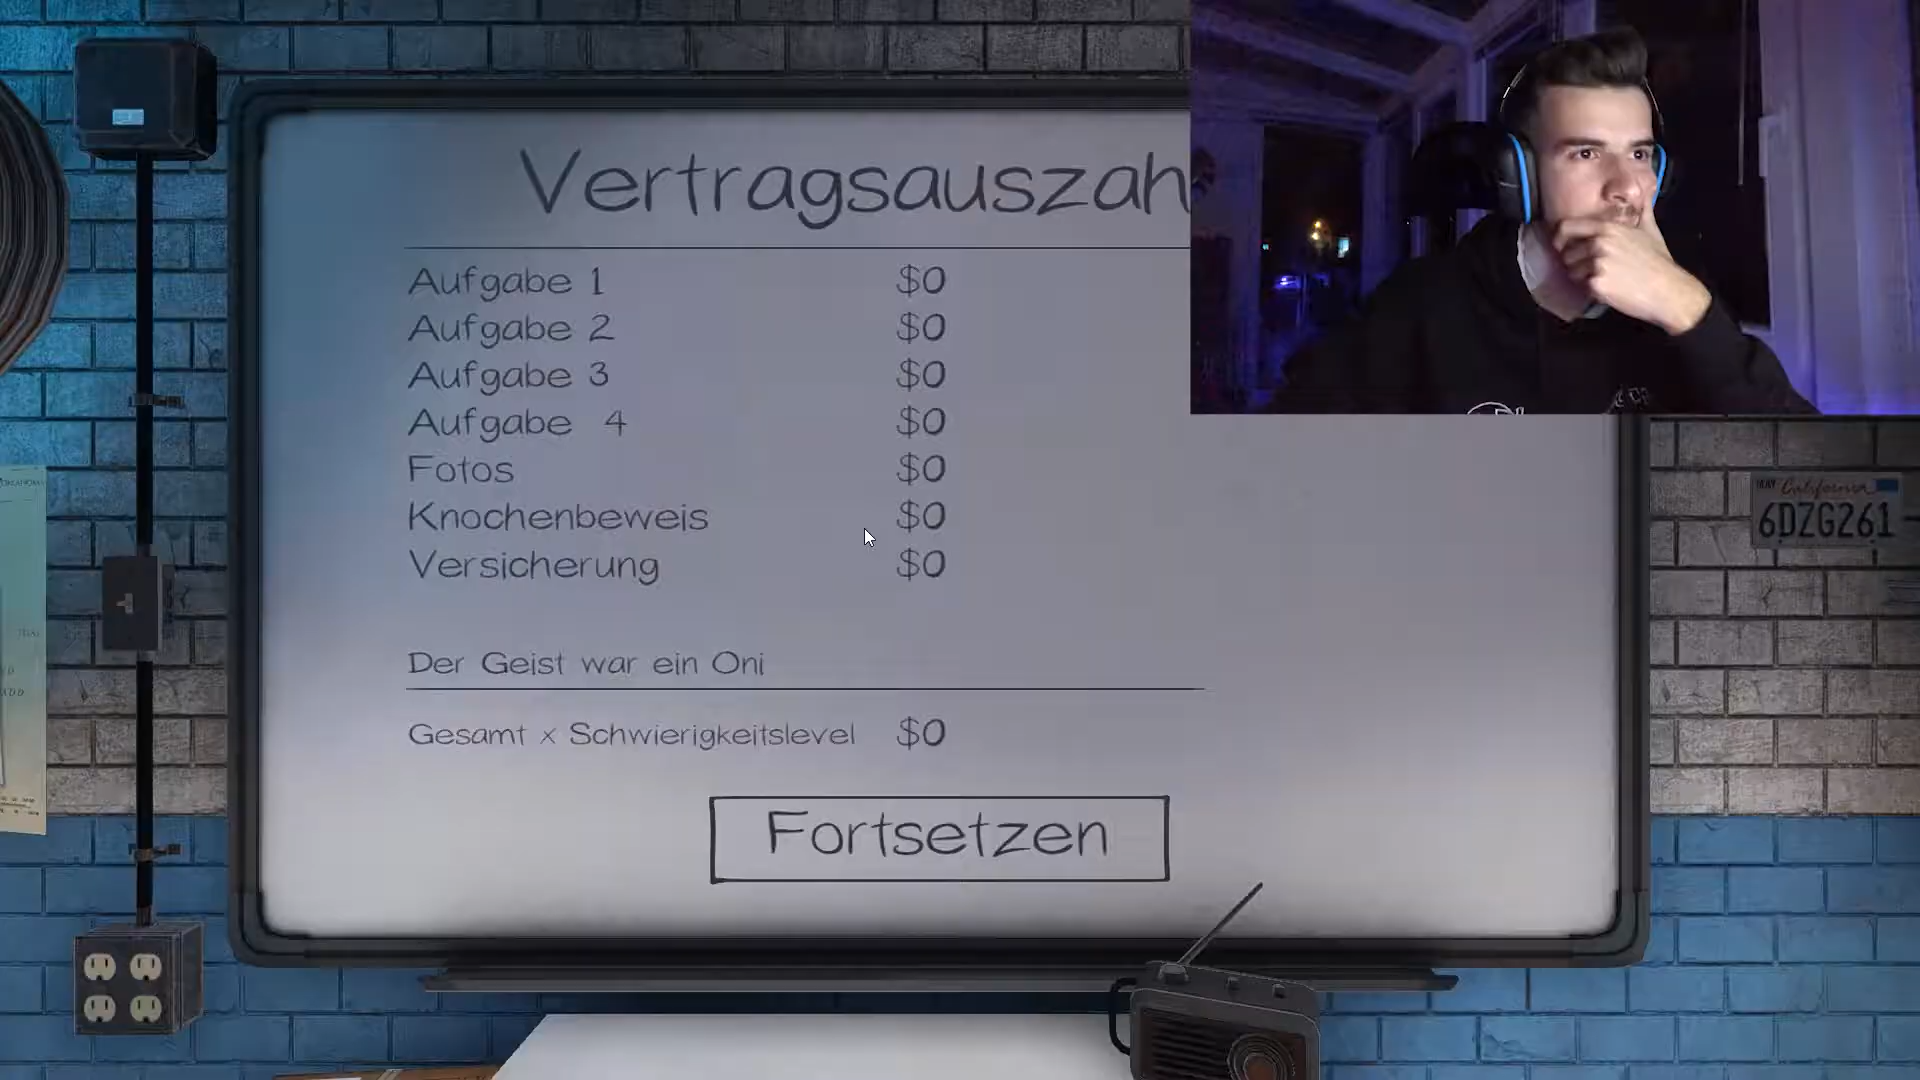 Vertragsauszah
Aufgabe 1 $0
Aufgabe 2 $0
Aufgabe 3 $0
Aufgabe 4 $0
Fotos $0
Knochenbeweis $0
Versicherung $0
Der Geist war ein Oni
Gesamt x Schwierigkeitslevel $0
Fortsetzen
California
6DZG261